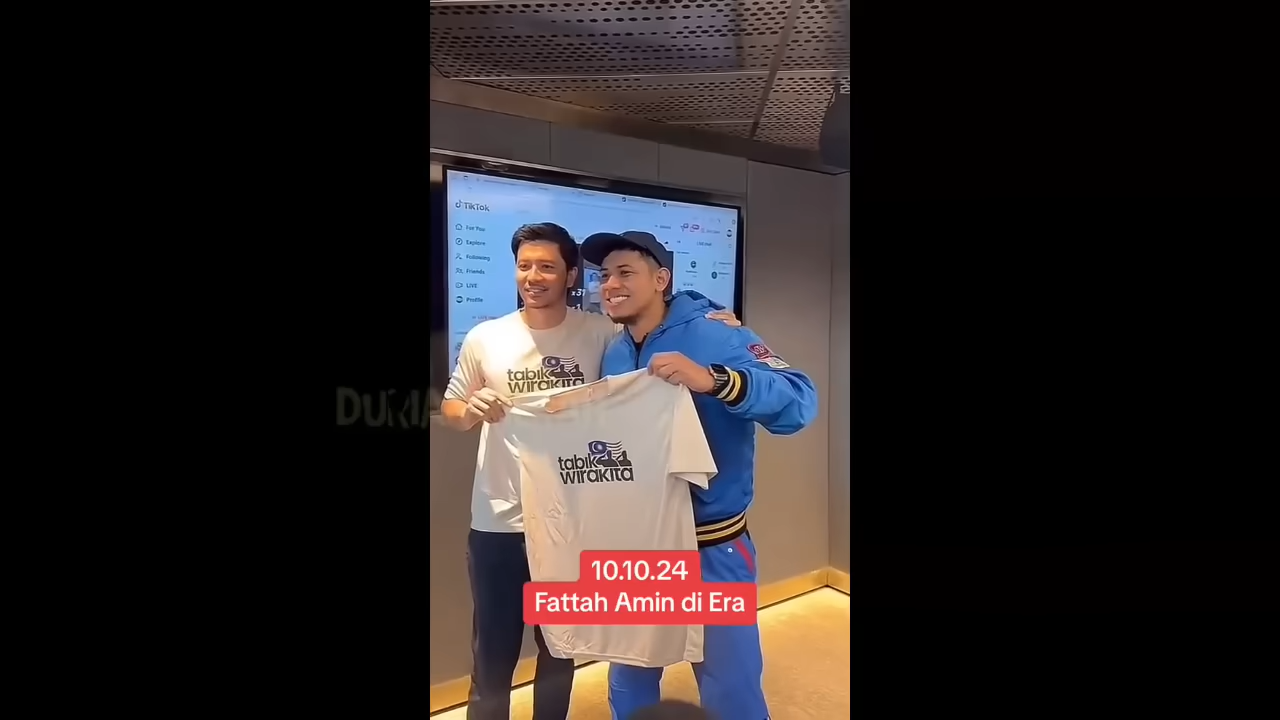 TikTok
For You
Explore
Following
Friends
LIVE
Profile
x31
tabik
wirakita
tabik
wirakita
10.10.24
Fattah Amin di Era